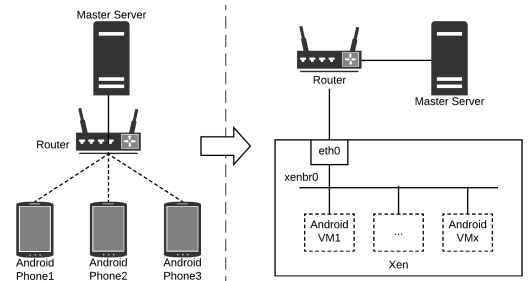 Master Server
Router
Android
Phone1
Android
Phone2
Android
Phone3
Router
Master Server
eth0
xenbr0
Android
VM1
...
Android
VMx
Xen